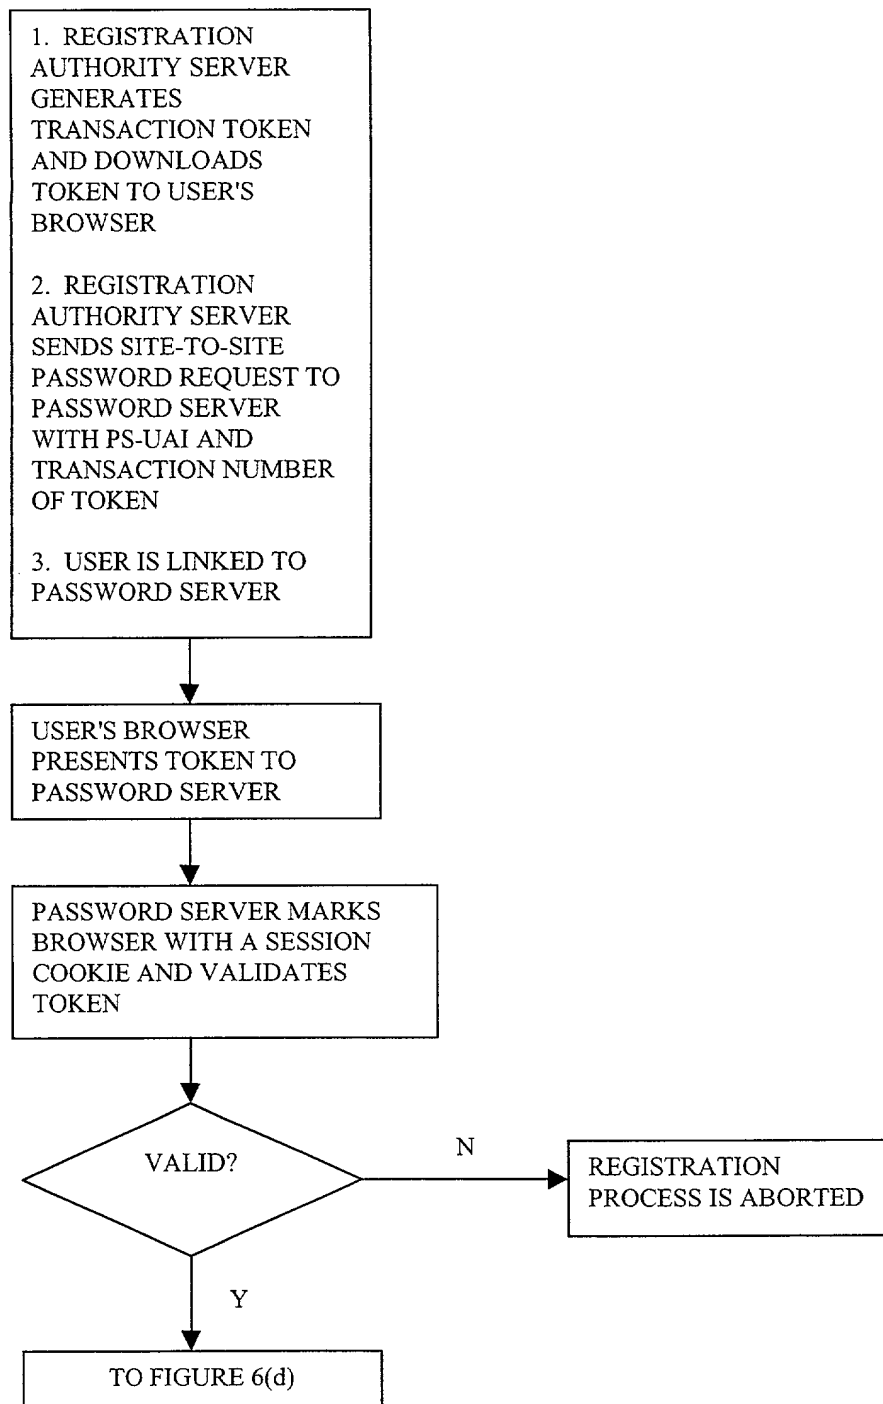 1. REGISTRATION
AUTHORITY SERVER
GENERATES
TRANSACTION TOKEN
AND DOWNLOADS
TOKEN TO USER'S
BROWSER
2. REGISTRATION
AUTHORITY SERVER
SENDS SITE-TO-SITE
PASSWORD REQUEST TO
PASSWORD SERVER
WITH PS-UAI AND
TRANSACTION NUMBER
OF TOKEN
3. USER IS LINKED TO
PASSWORD SERVER
USER'S BROWSER
PRESENTS TOKEN TO
PASSWORD SERVER
PASSWORD SERVER MARKS
BROWSER WITH A SESSION
COOKIE AND VALIDATES
TOKEN
VALID?
N
REGISTRATION
PROCESS IS ABORTED
Y
TO FIGURE 6(d)